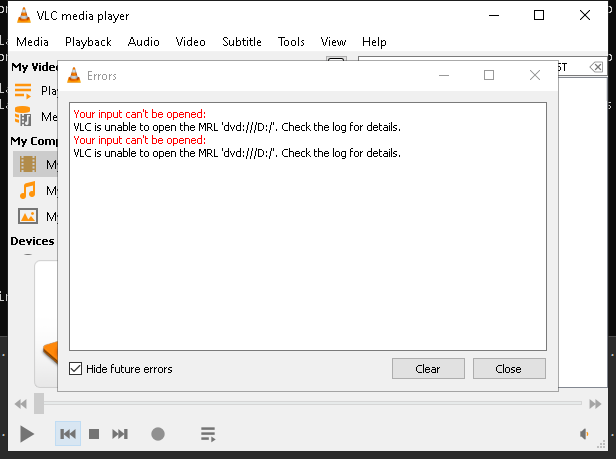 VLC media player
Media Playback Audio Video Subtitle Tools View Help
My Video
Errors
Your input can't be opened:
VLC is unable to open the MRL 'dvd:///D:/'. Check the log for details.
Your input can't be opened:
VLC is unable to open the MRL 'dvd:///D:/'. Check the log for details.
My Comp
My
My
My
Devices
Hide future errors
Clear
Close